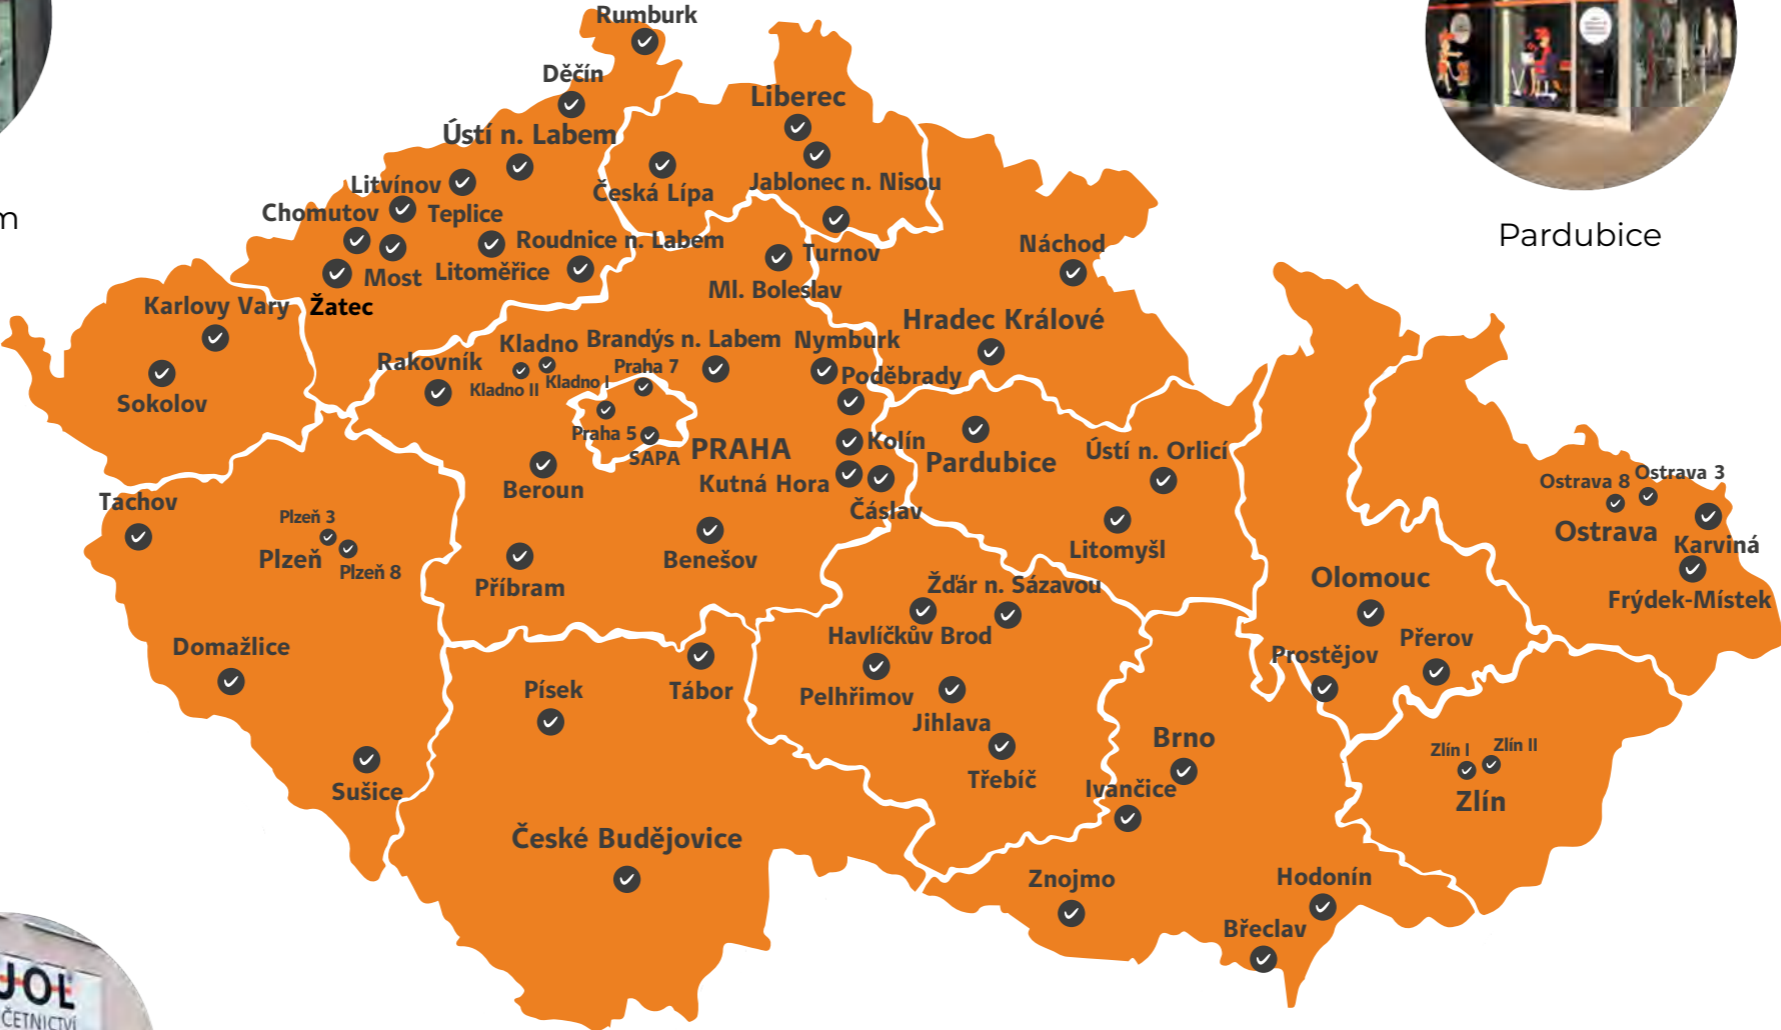 Rumburk
Děčín
Liberec
Ústí n. Labem
Litvínov
Česká Lípa
Jablonec n. Nisou
Chomutov
Teplice
m
Pardubice
Roudnice n. Labem
Náchod
Turnov
Most
Litoměřice
Ml. Boleslav
Karlovy Vary
Žatec
Hradec Králové
Kladno
Brandýs n. Labem
Nymburk
Rakovník
Praha 7
Kladno II
Kladno I
Poděbrady
Sokolov
Praha 5
SAPA
PRAHA
Kolín
Pardubice
Ústí n. Orlicí
Kutná Hora
Beroun
Čáslav
Tachov
Ostrava 8
Ostrava 3
Plzeň 3
Plzeň
Plzeň 8
Ostrava
Karviná
Benešov
Litomyšl
Příbram
Žďár n. Sázavou
Olomouc
Frýdek-Místek
Havlíčkův Brod
Přerov
Domažlice
Prostějov
Písek
Tábor
Pelhřimov
Jihlava
Brno
Zlín I
Zlín II
Třebíč
Ivančice
Sušice
Zlín
České Budějovice
Znojmo
Hodonín
Břeclav
JOL
ČETNICTVÍ